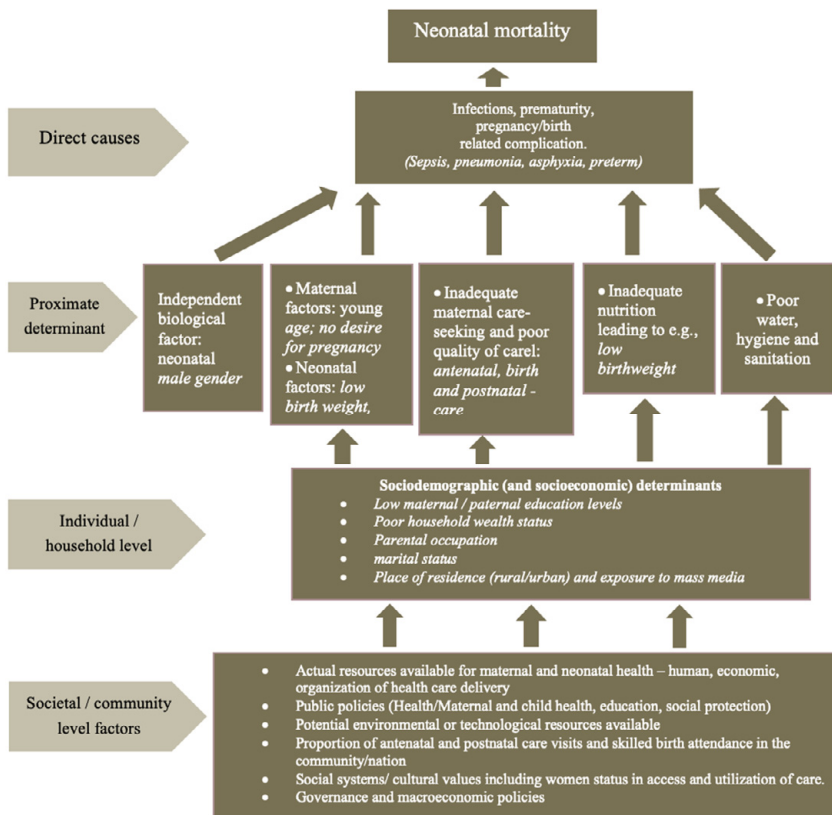 Neonatal mortality
Direct causes
Infections, prematurity,
pregnancy/birth
related complication.
(Sepsis, pneumonia, asphyxia, preterm)
Proximate
determinant
Independent
biological
factor:
neonatal
male gender
● Maternal
factors: young
age; no desire
for pregnancy
● Neonatal
factors: low
birth weight,
● Inadequate
maternal care-
seeking and poor
quality of carel:
antenatal, birth
and postnatal -
care
● Inadequate
nutrition
leading to e.g.,
low
birthweight
● Poor
water,
hygiene and
sanitation
Individual /
household level
Sociodemographic (and socioeconomic) determinants
● Low maternal / paternal education levels
● Poor household wealth status
● Parental occupation
● marital status
● Place of residence (rural/urban) and exposure to mass media
Societal / community
level factors
● Actual resources available for maternal and neonatal health – human, economic,
organization of health care delivery
● Public policies (Health/Maternal and child health, education, social protection)
● Potential environmental or technological resources available
● Proportion of antenatal and postnatal care visits and skilled birth attendance in the
community/nation
● Social systems/ cultural values including women status in access and utilization of care.
● Governance and macroeconomic policies